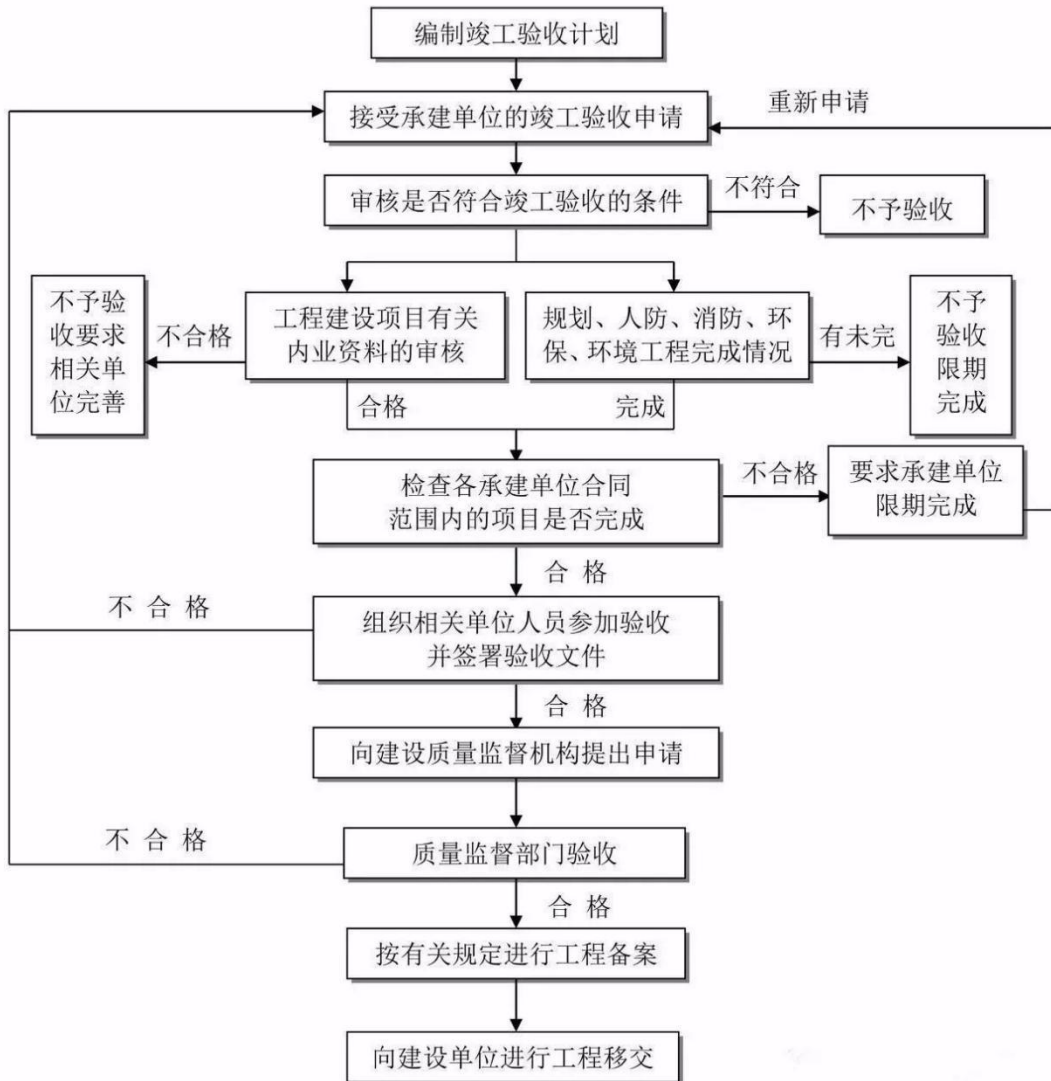 编制竣工验收计划
接受承建单位的竣工验收申请
重新申请
审核是否符合竣工验收的条件
不符合
不予验收
不予验
收要求
相关单
位完善
不合格
工程建设项目有关
内业资料的审核
规划、人防、消防、环
保、环境工程完成情况
有未完
不予
验收
限期
完成
合格
完成
检查各承建单位合同
范围内的项目是否完成
不合格
要求承建单位
限期完成
合 格
不 合 格
组织相关单位人员参加验收
并签署验收文件
合 格
向建设质量监督机构提出申请
不 合 格
质量监督部门验收
合 格
按有关规定进行工程备案
向建设单位进行工程移交